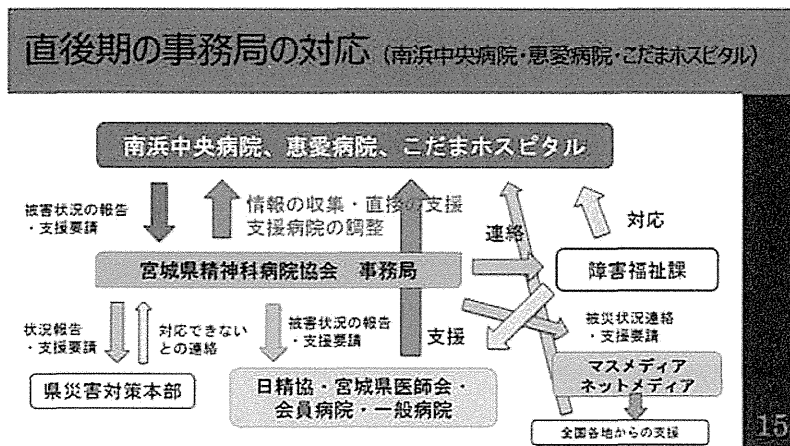 直後期の事務局の対応 (南浜中央病院・恵愛病院・こだまホスピタル)
南浜中央病院、恵愛病院、こだまホスピタル
被害状況の報告
・支援要請
情報の収集・直接の支援
支援病院の調整
連絡
対応
宮城県精神科病院協会 事務局
障害福祉課
状況報告
・支援要請
対応できない
との連絡
被害状況の報告
・支援要請
支援
被災状況連絡
・支援要請
県災害対策本部
日精協・宮城県医師会・
会員病院・一般病院
マスメディア
ネットメディア
全国各地からの支援
15